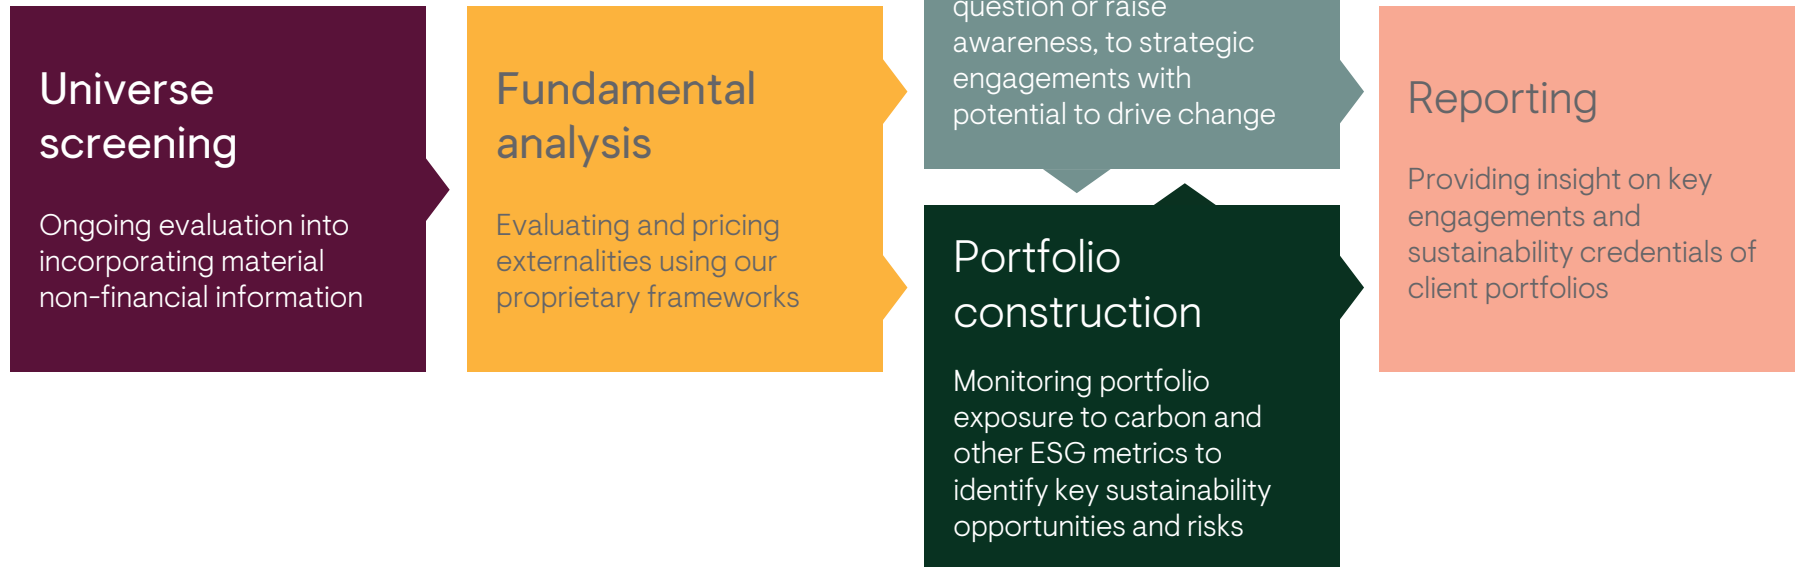 Universe
screening
Ongoing evaluation into
incorporating material
non-financial information
Fundamental
analysis
Evaluating and pricing
externalities using our
proprietary frameworks
question or raise
awareness, to strategic
engagements with
potential to drive change
Portfolio
construction
Monitoring portfolio
exposure to carbon and
other ESG metrics to
identify key sustainability
opportunities and risks
Reporting
Providing insight on key
engagements and
sustainability credentials of
client portfolios